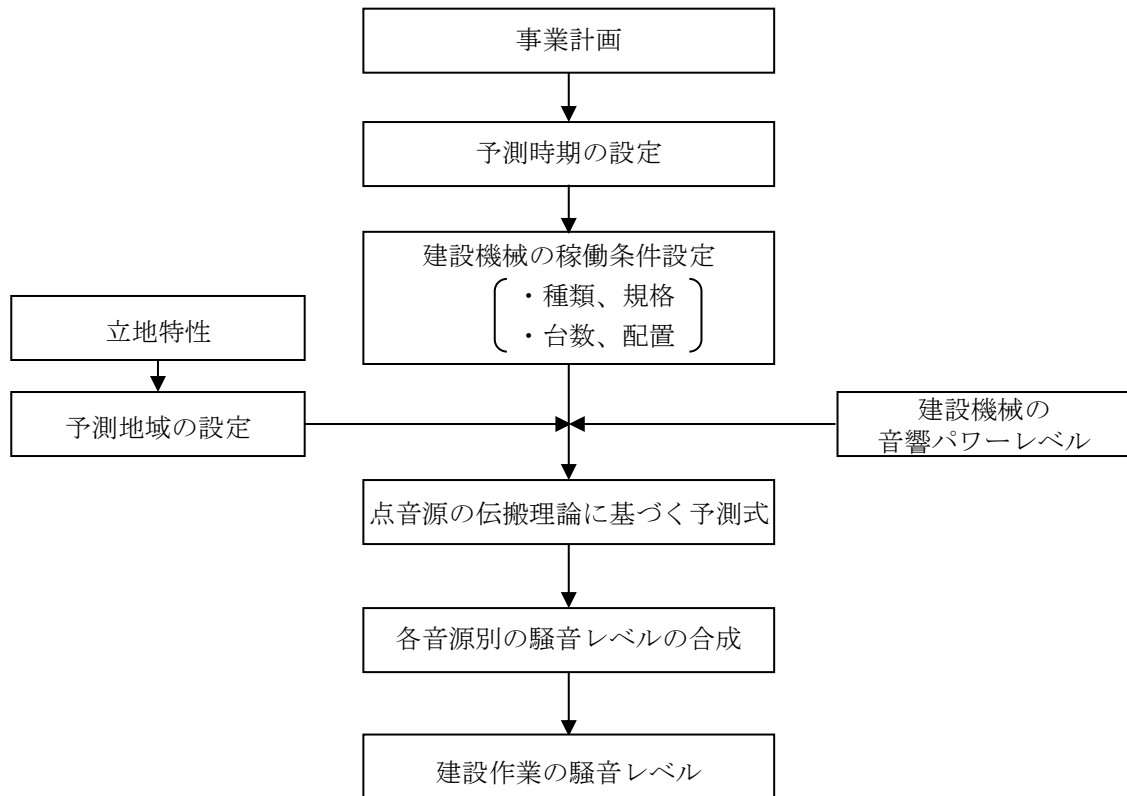 事業計画
予測時期の設定
建設機械の稼働条件設定
・種類、規格
・台数、配置
立地特性
予測地域の設定
建設機械の
音響パワーレベル
点音源の伝搬理論に基づく予測式
各音源別の騒音レベルの合成
建設作業の騒音レベル